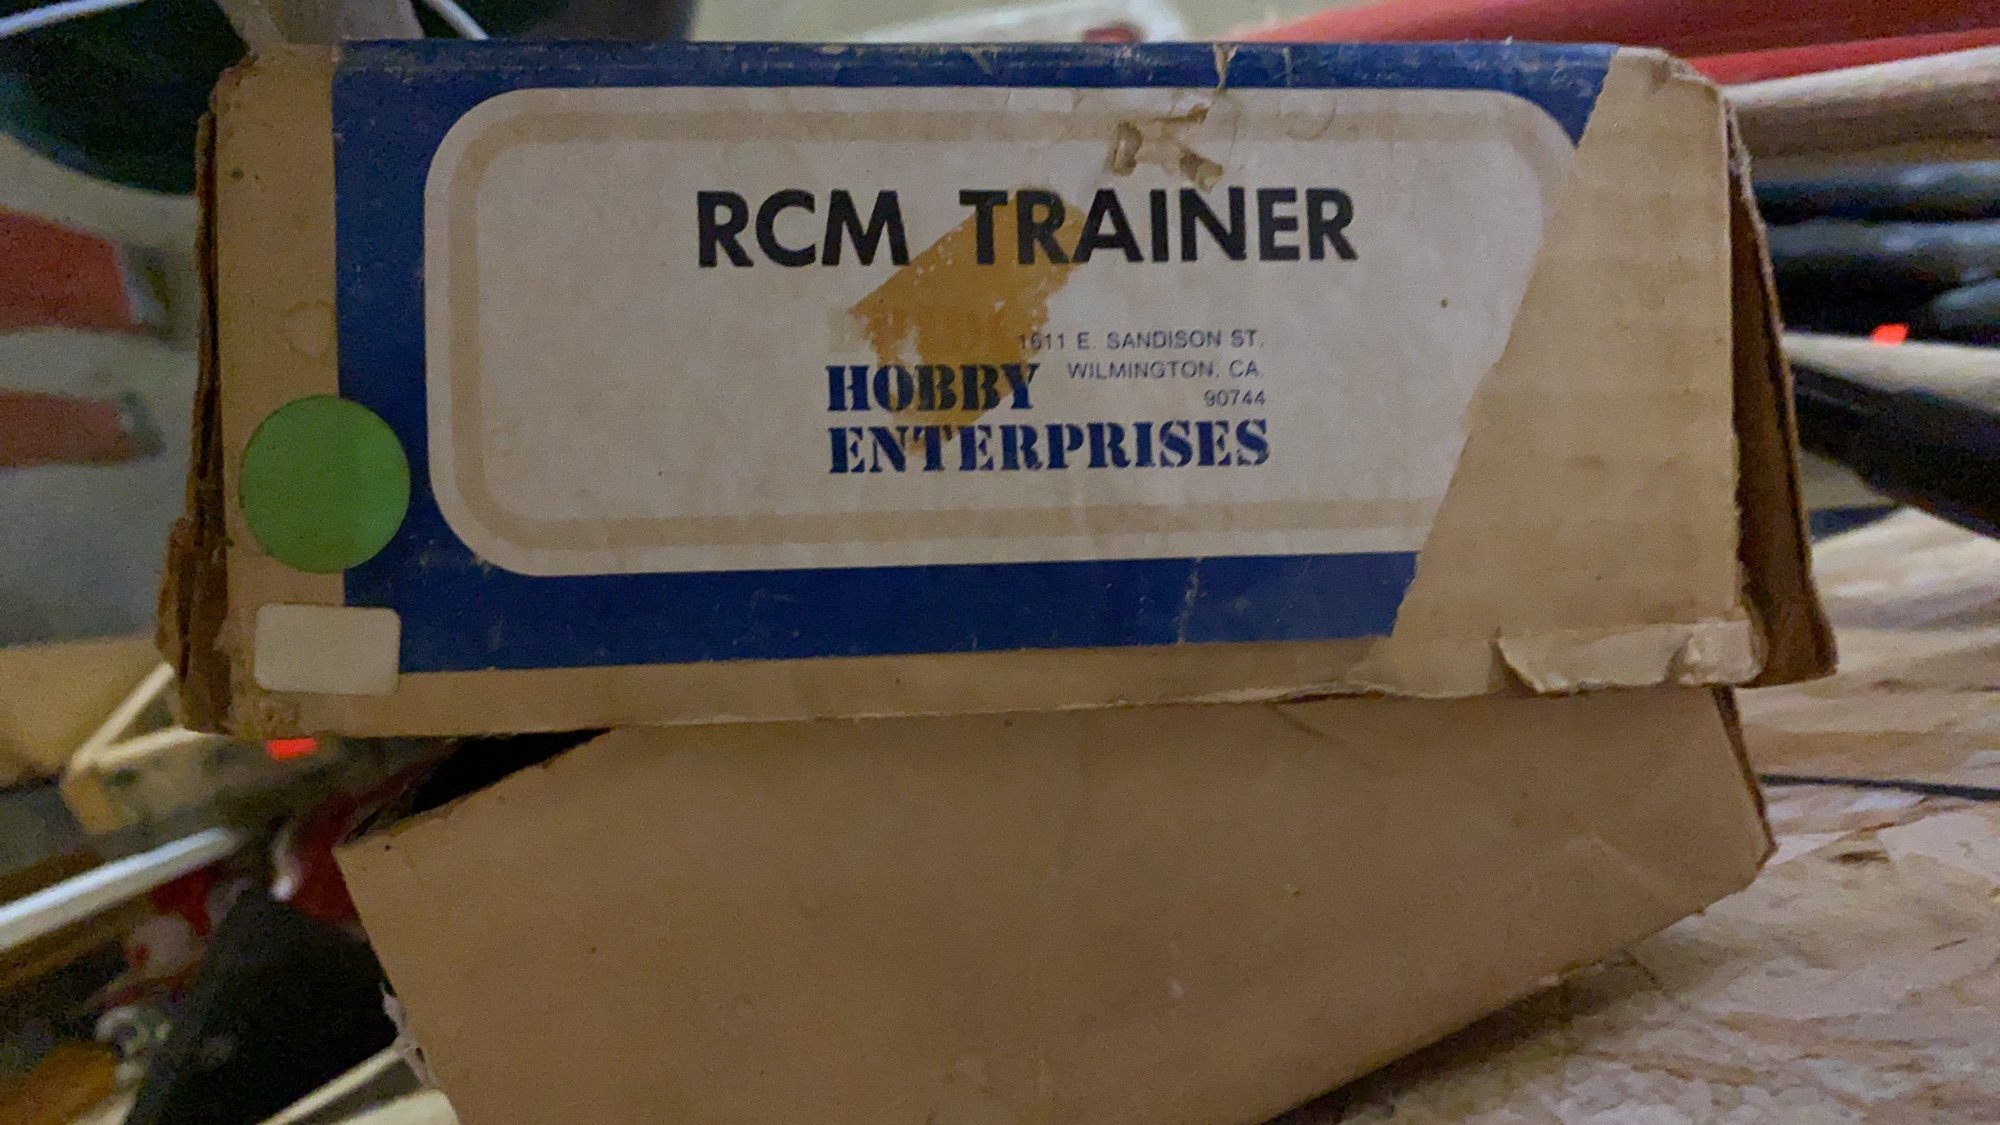 RCM TRAINER
1611 E. SANDISON ST.
WILMINGTON, CA.
90744
HOBBY
ENTERPRISES